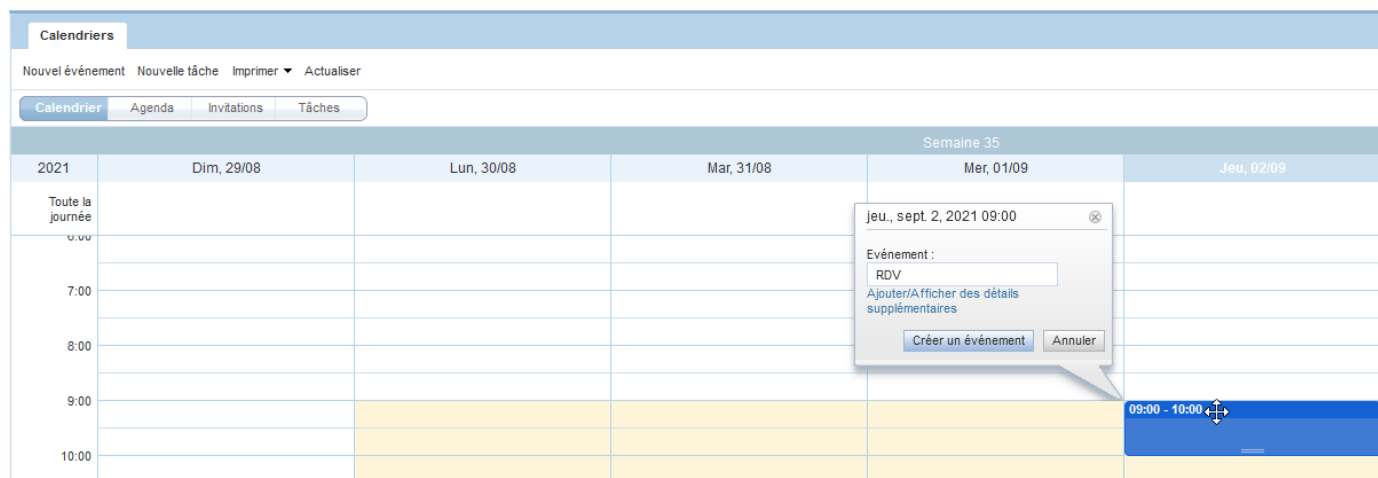 Calendriers
Nouvel événement Nouvelle tâche Imprimer Actualiser
Calendrier Agenda Invitations Tâches
Semaine 35
2021 Dim, 29/08 Lun, 30/08 Mar, 31/08 Mer, 01/09 Jeu, 02/09
Toute la
journée
jeu., sept. 2, 2021 09:00
6:00
Evénement :
RDV
7:00
Ajouter/Afficher des détails
supplémentaires
8:00
Créer un événement Annuler
9:00
09:00 - 10:00
10:00